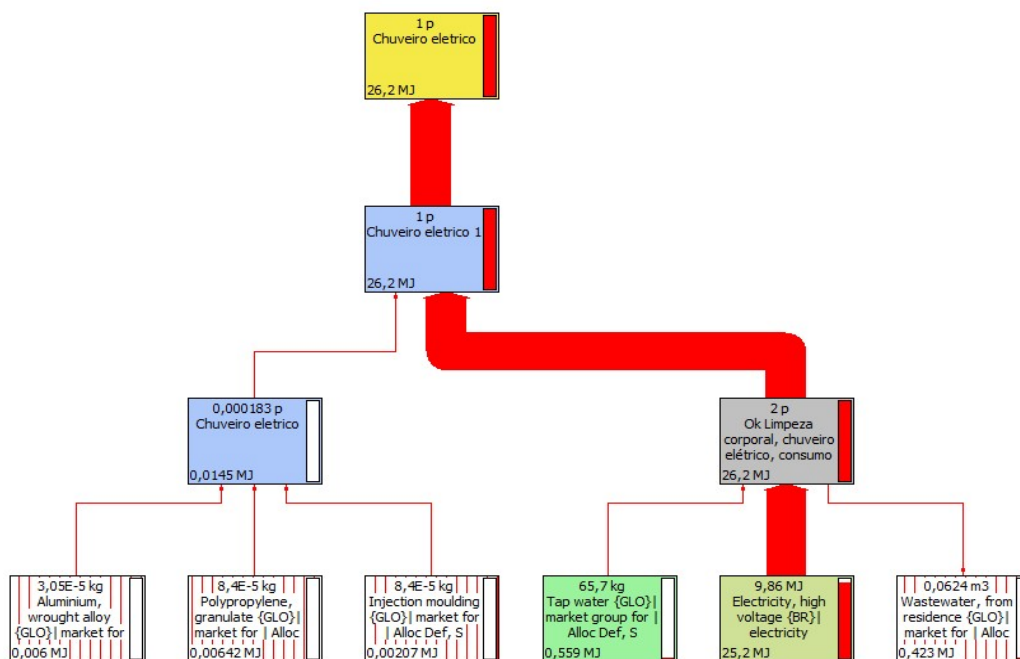 1 p
Chuveiro eletrico
26,2 MJ
1 p
Chuveiro eletrico 1
26,2 MJ
0,000183 p
Chuveiro eletrico
0,0145 MJ
2 p
Ok Limpeza
corporal, chuveiro
elétrico, consumo
26,2 MJ
3,05E-5 kg
Aluminium,
wrought alloy
{GLO}| market for
0,006 MJ
8,4E-5 kg
Polypropylene,
granulate {GLO}|
market for | Alloc
0,00642 MJ
8,4E-5 kg
Injection moulding
{GLO}| market for
| Alloc Def, S
0,00207 MJ
65,7 kg
Tap water {GLO}|
market group for |
Alloc Def, S
0,559 MJ
9,86 MJ
Electricity, high
voltage {BR}|
electricity
25,2 MJ
0,0624 m3
Wastewater, from
residence {GLO}|
market for | Alloc
0,423 MJ